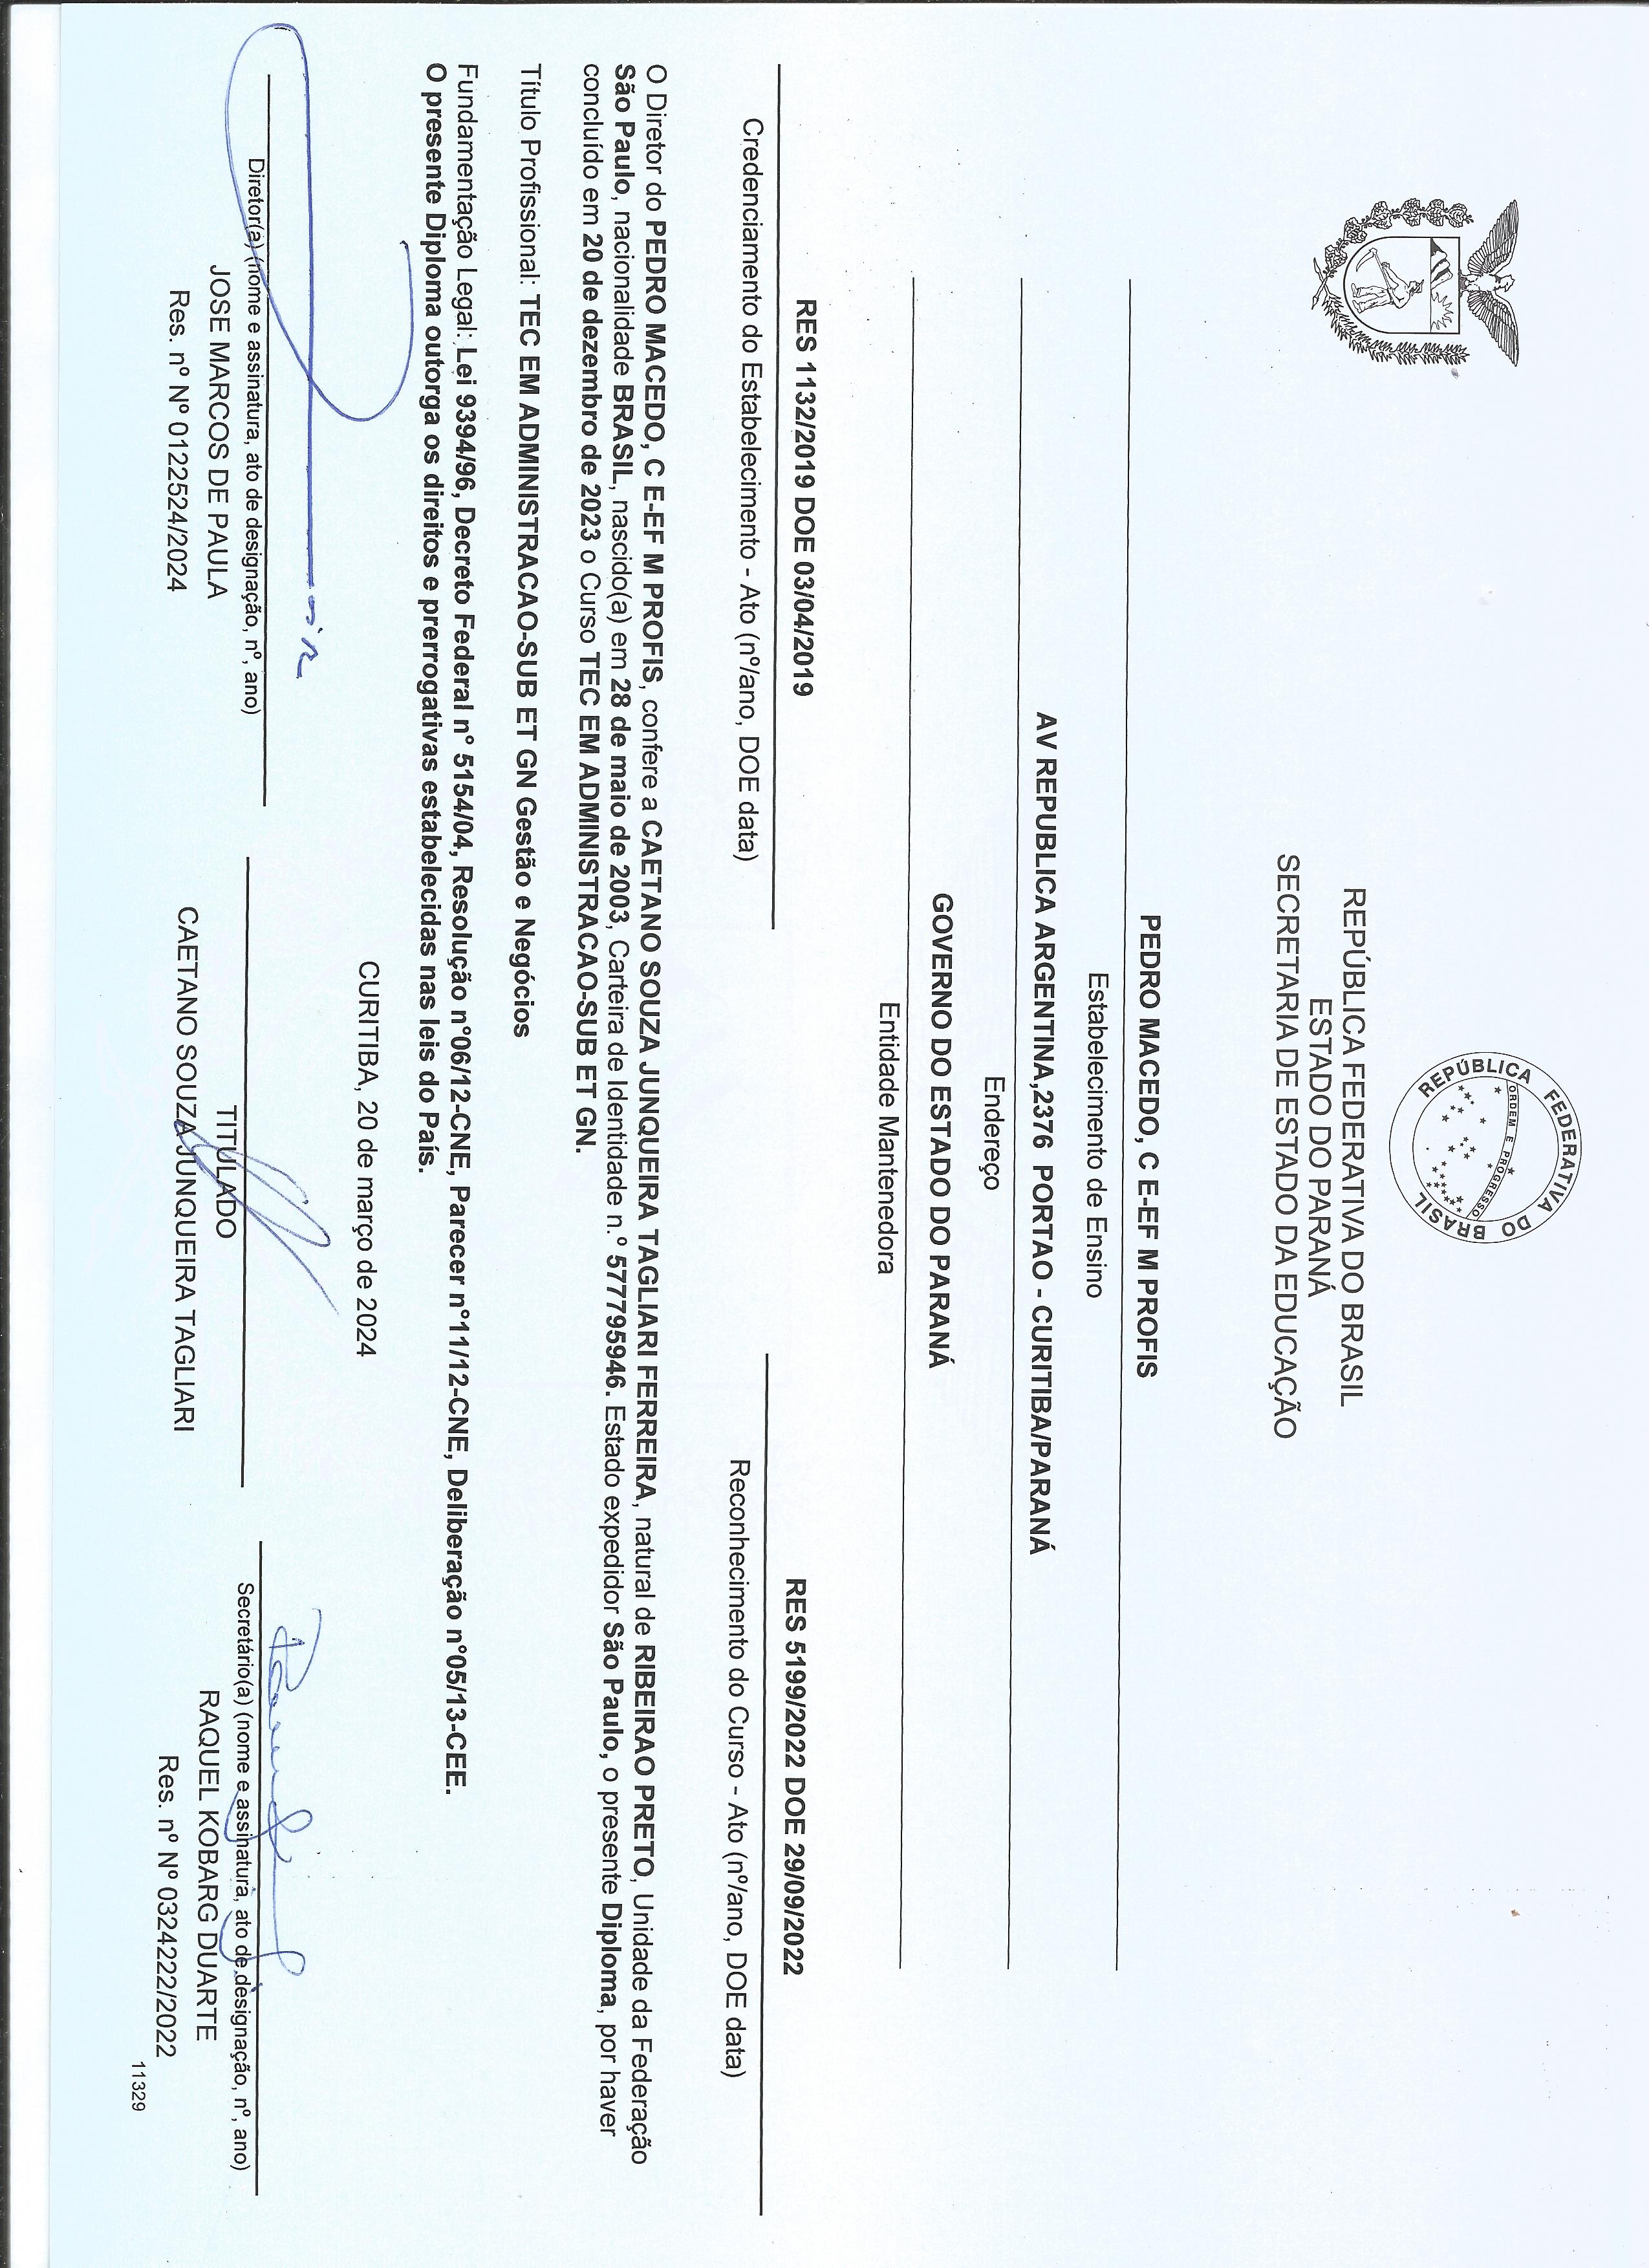 REPÚBLICA FEDERATIVA DO BRASIL
ORDEM E PROGRESSO
REPÚBLICA FEDERATIVA DO BRASIL
ESTADO DO PARANÁ
SECRETARIA DE ESTADO DA EDUCAÇÃO
PEDRO MACEDO, C E-EF M PROFIS
Estabelecimento de Ensino
AV REPUBLICA ARGENTINA,2376 PORTAO - CURITIBA/PARANÁ
Endereço
GOVERNO DO ESTADO DO PARANÁ
Entidade Mantenedora
RES 1132/2019 DOE 03/04/2019
Credenciamento do Estabelecimento - Ato (nº/ano, DOE data)
RES 5199/2022 DOE 29/09/2022
Reconhecimento do Curso - Ato (nº/ano, DOE data)
O Diretor do PEDRO MACEDO, C E-EF M PROFIS, confere a CAETANO SOUZA JUNQUEIRA TAGLIARI FERREIRA, natural de RIBEIRAO PRETO, Unidade da Federação
São Paulo, nacionalidade BRASIL, nascido(a) em 28 de maio de 2003, Carteira de Identidade n.º 577795946. Estado expedidor São Paulo, o presente Diploma, por haver
concluído em 20 de dezembro de 2023 o Curso TEC EM ADMINISTRACAO-SUB ET GN.
Título Profissional: TEC EM ADMINISTRACAO-SUB ET GN Gestão e Negócios
Fundamentação Legal: Lei 9394/96, Decreto Federal n° 5154/04, Resolução n°06/12-CNE, Parecer n°11/12-CNE, Deliberação n°05/13-CEE.
O presente Diploma outorga os direitos e prerrogativas estabelecidas nas leis do País.
CURITIBA, 20 de março de 2024
Diretor(a) (nome e assinatura, ato de designação, nº, ano)
JOSE MARCOS DE PAULA
Res. nº Nº 0122524/2024
TITULADO
CAETANO SOUZA JUNQUEIRA TAGLIARI
Secretário(a) (nome e assinatura, ato de designação, nº, ano)
RAQUEL KOBARG DUARTE
Res. nº Nº 0324222/2022
11329